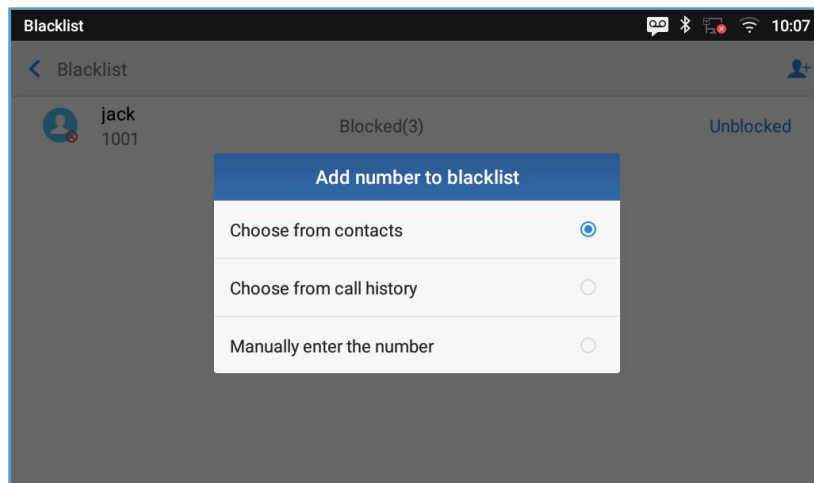 Blacklist 10:07
Blacklist
jack
1001 Blocked(3) Unblocked
Add number to blacklist
Choose from contacts
Choose from call history
Manually enter the number